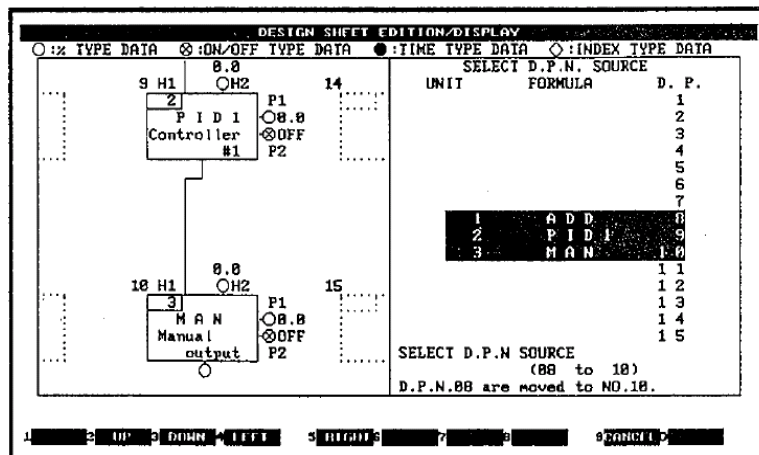 DESIGN SHEET EDITION/DISPLAY
○:% TYPE DATA ⊗:ON/OFF TYPE DATA ●:TIME TYPE DATA ◇:INDEX TYPE DATA
0.0
9 H1 H2 14
2 P1
P I D 1 0.0
Controller OFF
#1 P2
0.0
10 H1 H2 15
3 P1
M A N 0.0
Manual OFF
output P2
SELECT D.P.N. SOURCE
UNIT FORMULA D. P.
1
2
3
4
5
6
7
1 A D D 8
2 P I D 1 9
3 M A N 1 0
1 1
1 2
1 3
1 4
1 5
SELECT D.P.N SOURCE
(08 to 10)
D.P.N.08 are moved to NO.10.
1 2 UP 3 DOWN 4 LEFT 5 RIGHT 6 7 8 9 CANCEL